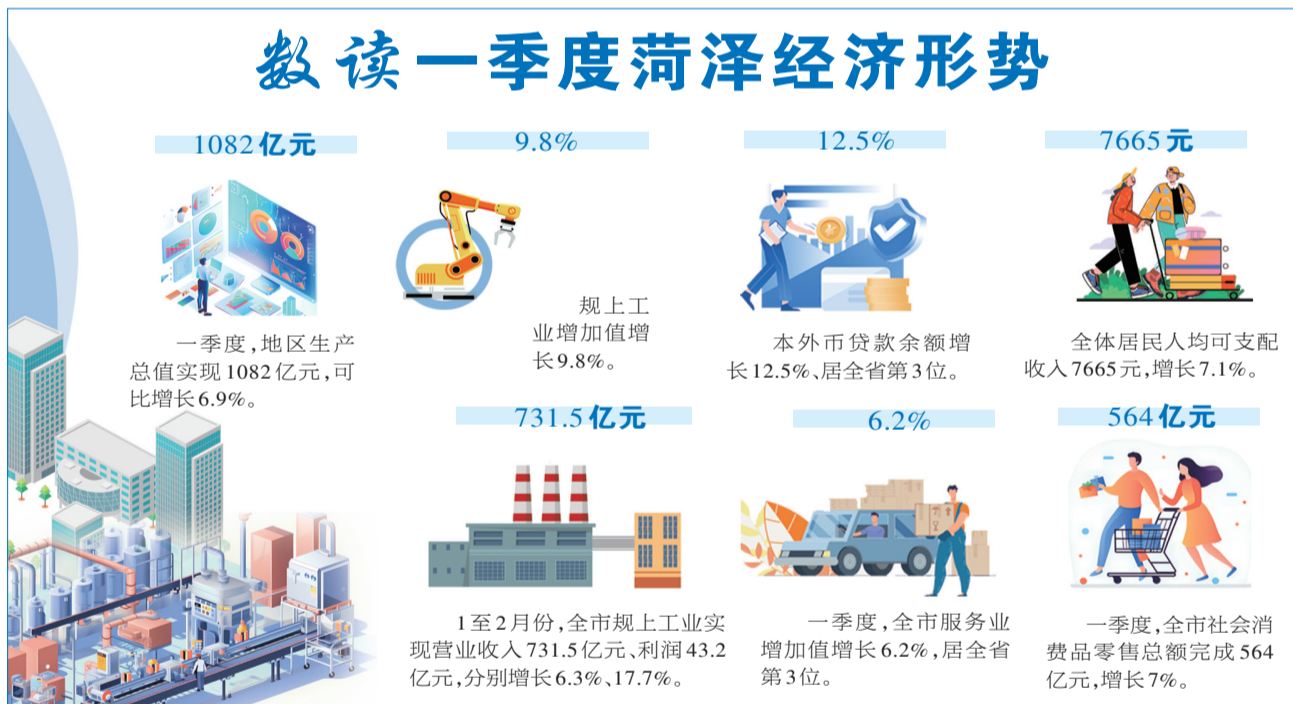 数读一季度菏泽经济形势
1082亿元
一季度，地区生产
总值实现1082亿元，可
比增长6.9%。
9.8%
规上工
业增加值增
长9.8%。
12.5%
本外币贷款余额增
长12.5%、居全省第3位。
7665元
全体居民人均可支配
收入7665元，增长7.1%。
731.5亿元
1至2月份，全市规上工业实
现营业收入731.5亿元、利润43.2
亿元，分别增长6.3%、17.7%。
6.2%
一季度，全市服务业
增加值增长6.2%，居全省
第3位。
564亿元
一季度，全市社会消
费品零售总额完成564
亿元，增长7%。